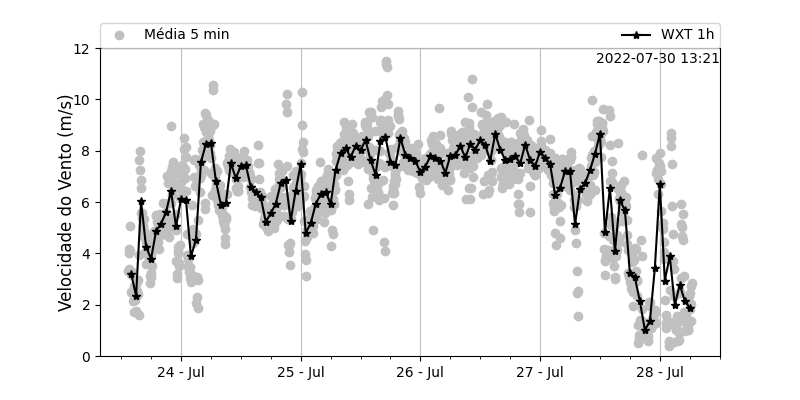 Média 5 min
WXT 1h
2022-07-30 13:21
Velocidade do Vento (m/s)
12
10
8
6
4
2
0
24 - Jul
25 - Jul
26 - Jul
27 - Jul
28 - Jul